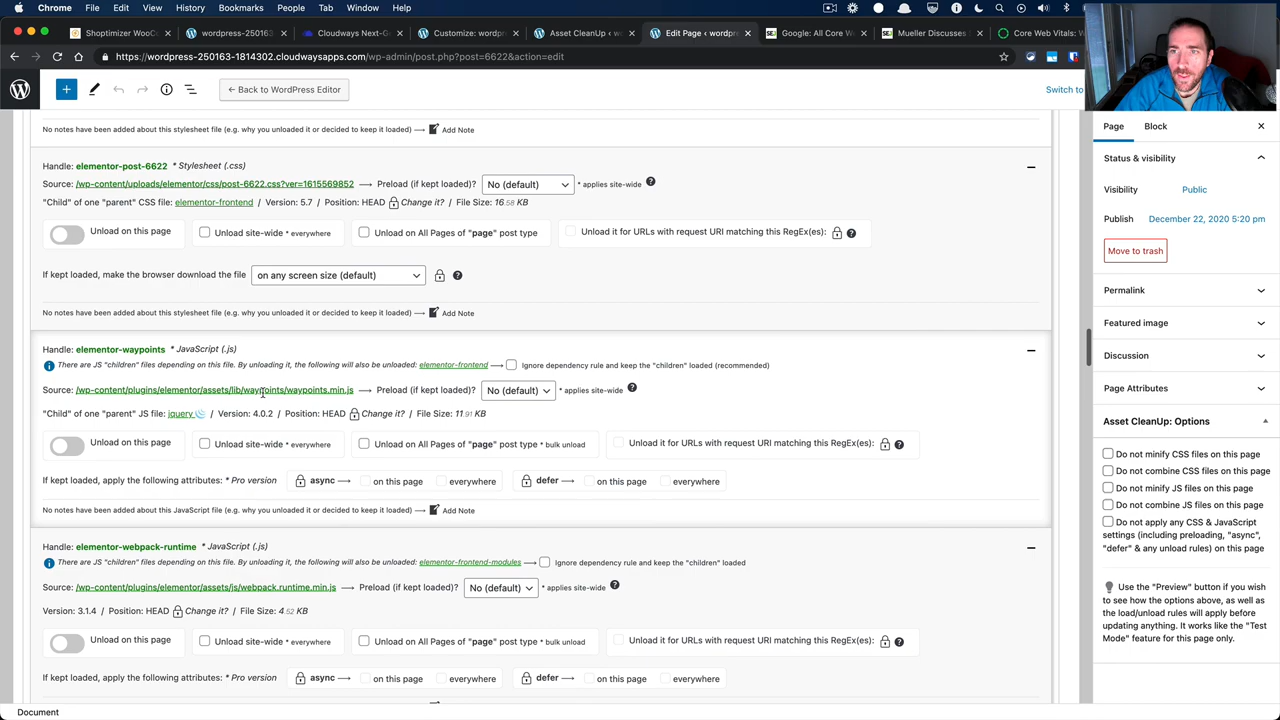 Chrome File Edit View History Bookmarks People Tab Window Help
Shoptimizer WooC
wordpress-250163
Cloudways Next-Ge
Customize: wordpre
Asset CleanUp: wo
Edit Page ‹ wordpre
Google: All Core W
Mueller Discusses
Core Web Vitals:
https://wordpress-250163-1814302.cloudwaysapps.com/wp-admin/post.php?post=6622&action=edit
← Back to WordPress Editor
Switch to
No notes have been added about this stylesheet file (e.g. why you unloaded it or decided to keep it loaded) ⟶ Add Note
Handle: elementor-post-6622 * Stylesheet (.css)
Source: /wp-content/uploads/elementor/css/post-6622.css?ver=1615569852 ⟶ Preload (if kept loaded)? No (default) * applies site-wide
"Child" of one "parent" CSS file: elementor-frontend / Version: 5.7 / Position: HEAD Change it? / File Size: 16.58 KB
Unload on this page Unload site-wide * everywhere Unload on All Pages of "page" post type Unload it for URLs with request URI matching this RegEx(es):
If kept loaded, make the browser download the file on any screen size (default)
No notes have been added about this stylesheet file (e.g. why you unloaded it or decided to keep it loaded) ⟶ Add Note
Handle: elementor-waypoints * JavaScript (.js)
There are JS "children" files depending on this file. By unloading it, the following will also be unloaded: elementor-frontend ⟶ Ignore dependency rule and keep the "children" loaded (recommended)
Source: /wp-content/plugins/elementor/assets/lib/waypoints/waypoints.min.js ⟶ Preload (if kept loaded)? No (default) * applies site-wide
"Child" of one "parent" JS file: jquery / Version: 4.0.2 / Position: HEAD Change it? / File Size: 11.91 KB
Unload on this page Unload site-wide * everywhere Unload on All Pages of "page" post type * bulk unload Unload it for URLs with request URI matching this RegEx(es):
If kept loaded, apply the following attributes: * Pro version async ⟶ on this page everywhere defer ⟶ on this page everywhere
No notes have been added about this JavaScript file (e.g. why you unloaded it or decided to keep it loaded) ⟶ Add Note
Handle: elementor-webpack-runtime * JavaScript (.js)
There are JS "children" files depending on this file. By unloading it, the following will also be unloaded: elementor-frontend-modules ⟶ Ignore dependency rule and keep the "children" loaded
Source: /wp-content/plugins/elementor/assets/js/webpack.runtime.min.js ⟶ Preload (if kept loaded)? No (default) * applies site-wide
Version: 3.1.4 / Position: HEAD Change it? / File Size: 4.52 KB
Unload on this page Unload site-wide * everywhere Unload on All Pages of "page" post type * bulk unload Unload it for URLs with request URI matching this RegEx(es):
If kept loaded, apply the following attributes: * Pro version async ⟶ on this page everywhere defer ⟶ on this page everywhere
Document
Page Block
Status & visibility
Visibility Public
Publish December 22, 2020 5:20 pm
Move to trash
Permalink
Featured image
Discussion
Page Attributes
Asset CleanUp: Options
Do not minify CSS files on this page
Do not combine CSS files on this page
Do not minify JS files on this page
Do not combine JS files on this page
Do not apply any CSS & JavaScript
settings (including preloading, "async",
"defer" & any unload rules) on this page
Use the "Preview" button if you wish
to see how the options above, as well as
the load/unload rules will apply before
updating anything. It works like the "Test
Mode" feature for this page only.